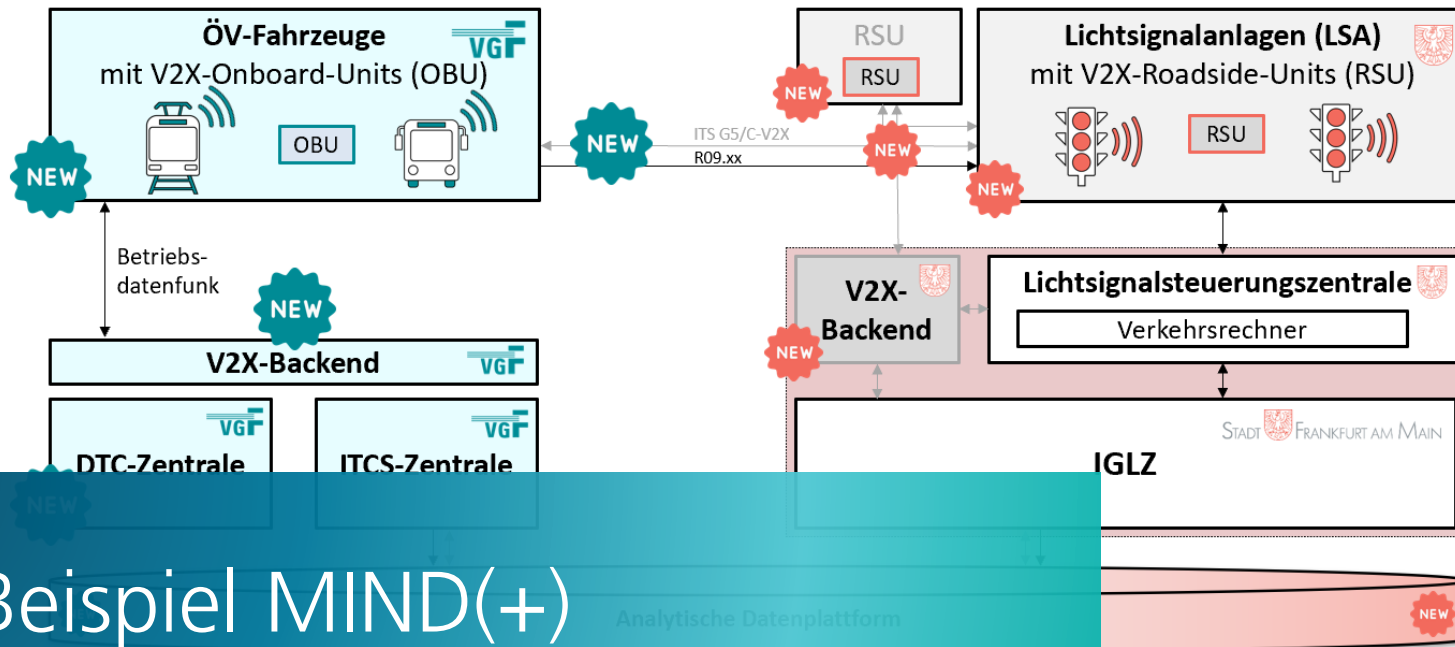 ÖV-Fahrzeuge
VGF
mit V2X-Onboard-Units (OBU)
OBU
NEW
NEW
ITS G5/C-V2X
R09.xx
RSU
RSU
NEW
NEW
Lichtsignalanlagen (LSA)
mit V2X-Roadside-Units (RSU)
RSU
NEW
Betriebs-
datenfunk
NEW
V2X-Backend
VGF
V2X-
Backend
NEW
Lichtsignalsteuerungszentrale
Verkehrsrechner
VGF
DTC-Zentrale
NEW
VGF
ITCS-Zentrale
STADT FRANKFURT AM MAIN
IGLZ
Beispiel MIND(+)
Analytische Datenplattform
NEW